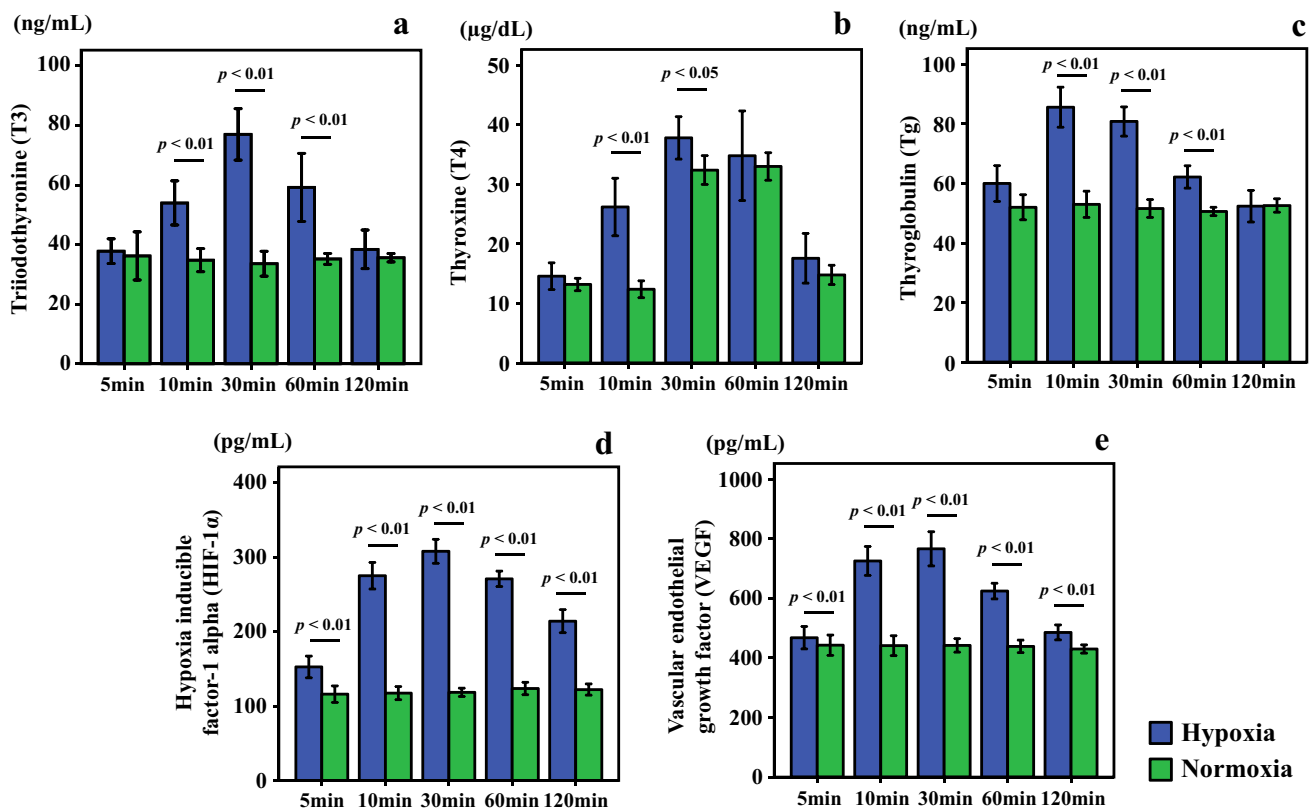 (ng/mL)
a
Triiodothyronine (T3)
100
80
60
40
20
0
p < 0.01
p < 0.01
p < 0.01
5min 10min 30min 60min 120min
(µg/dL)
b
Thyroxine (T4)
50
40
30
20
10
0
p < 0.01
p < 0.05
5min 10min 30min 60min 120min
(ng/mL)
c
Thyroglobulin (Tg)
100
80
60
40
20
0
p < 0.01
p < 0.01
p < 0.01
5min 10min 30min 60min 120min
(pg/mL)
d
Hypoxia inducible
factor-1 alpha (HIF-1α)
400
300
200
100
0
p < 0.01
p < 0.01
p < 0.01
p < 0.01
p < 0.01
5min 10min 30min 60min 120min
(pg/mL)
e
Vascular endothelial
growth factor (VEGF)
1000
800
600
400
200
0
p < 0.01
p < 0.01
p < 0.01
p < 0.01
p < 0.01
5min 10min 30min 60min 120min
Hypoxia
Normoxia